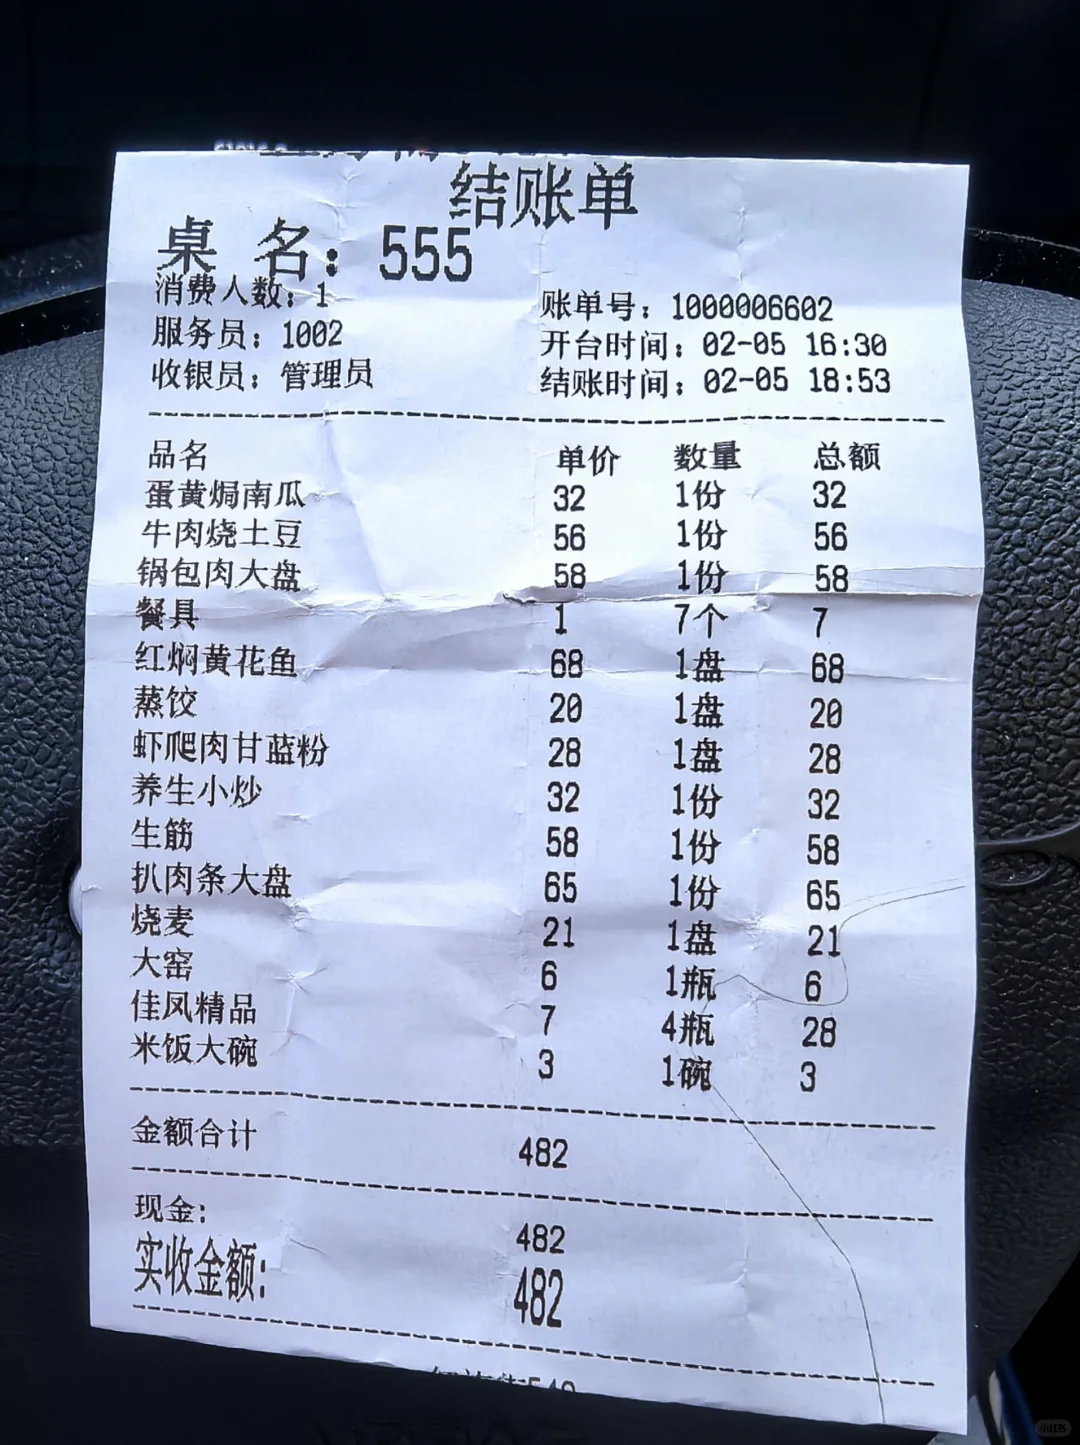 结账单
桌 名：555
消费人数：1
账单号：1000006602
服务员：1002
开台时间：02-05 16:30
收银员：管理员
结账时间：02-05 18:53
品名 单价 数量 总额
蛋黄焗南瓜 32 1份 32
牛肉烧土豆 56 1份 56
锅包肉大盘 58 1份 58
餐具 1 7个 7
红焖黄花鱼 68 1盘 68
蒸饺 20 1盘 20
虾爬肉甘蓝粉 28 1盘 28
养生小炒 32 1份 32
生筋 58 1份 58
扒肉条大盘 65 1份 65
烧麦 21 1盘 21
大窑 6 1瓶 6
佳凤精品 7 4瓶 28
米饭大碗 3 1碗 3
金额合计 482
现金: 482
实收金额: 482
小红书